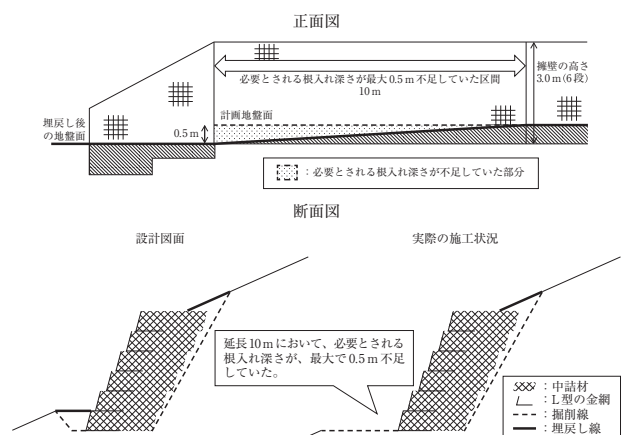 正面図
必要とされる根入れ深さが最大0.5m不足していた区間
10m
擁壁の高さ
3.0m(6段)
埋戻し後
の地盤面
0.5m
計画地盤面
：必要とされる根入れ深さが不足していた部分
断面図
設計図面
実際の施工状況
延長10mにおいて、必要とされる
根入れ深さが、最大で0.5m不足
していた。
：中詰材
：L型の金網
：掘削線
：埋戻し線